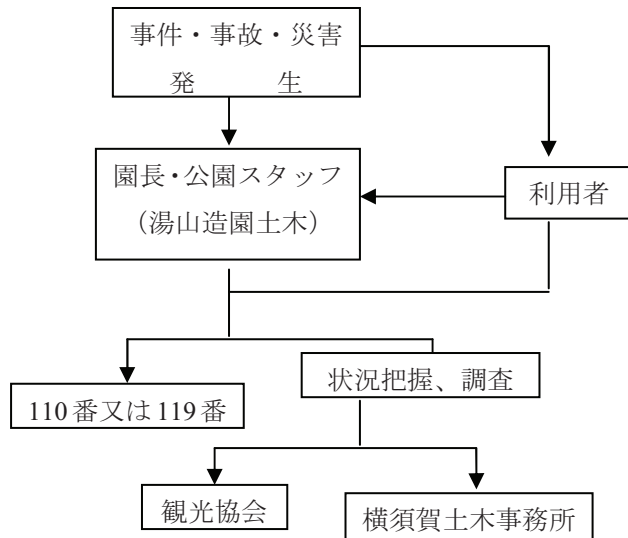 事件・事故・災害
発 生
園長・公園スタッフ
（湯山造園土木）
利用者
状況把握、調査
110番又は119番
観光協会
横須賀土木事務所